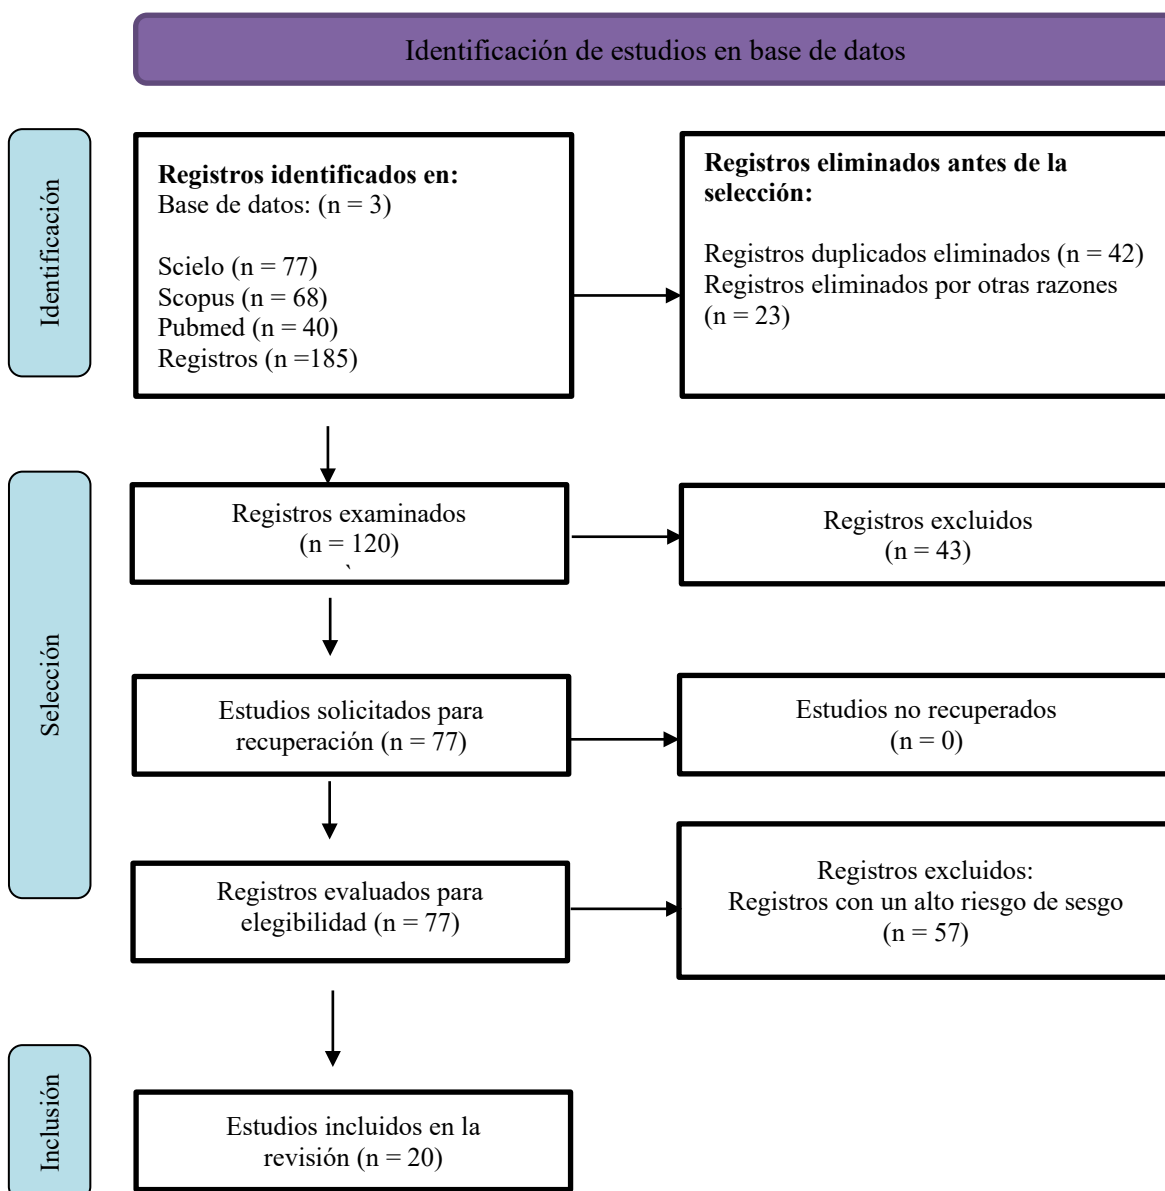 Identificación de estudios en base de datos
Identificación
Registros identificados en:
Base de datos: (n = 3)
Scielo (n = 77)
Scopus (n = 68)
Pubmed (n = 40)
Registros (n =185)
Registros eliminados antes de la
selección:
Registros duplicados eliminados (n = 42)
Registros eliminados por otras razones
(n = 23)
Selección
Registros examinados
(n = 120)
`
Registros excluidos
(n = 43)
Estudios solicitados para
recuperación (n = 77)
Estudios no recuperados
(n = 0)
Registros evaluados para
elegibilidad (n = 77)
Registros excluidos:
Registros con un alto riesgo de sesgo
(n = 57)
Inclusión
Estudios incluidos en la
revisión (n = 20)